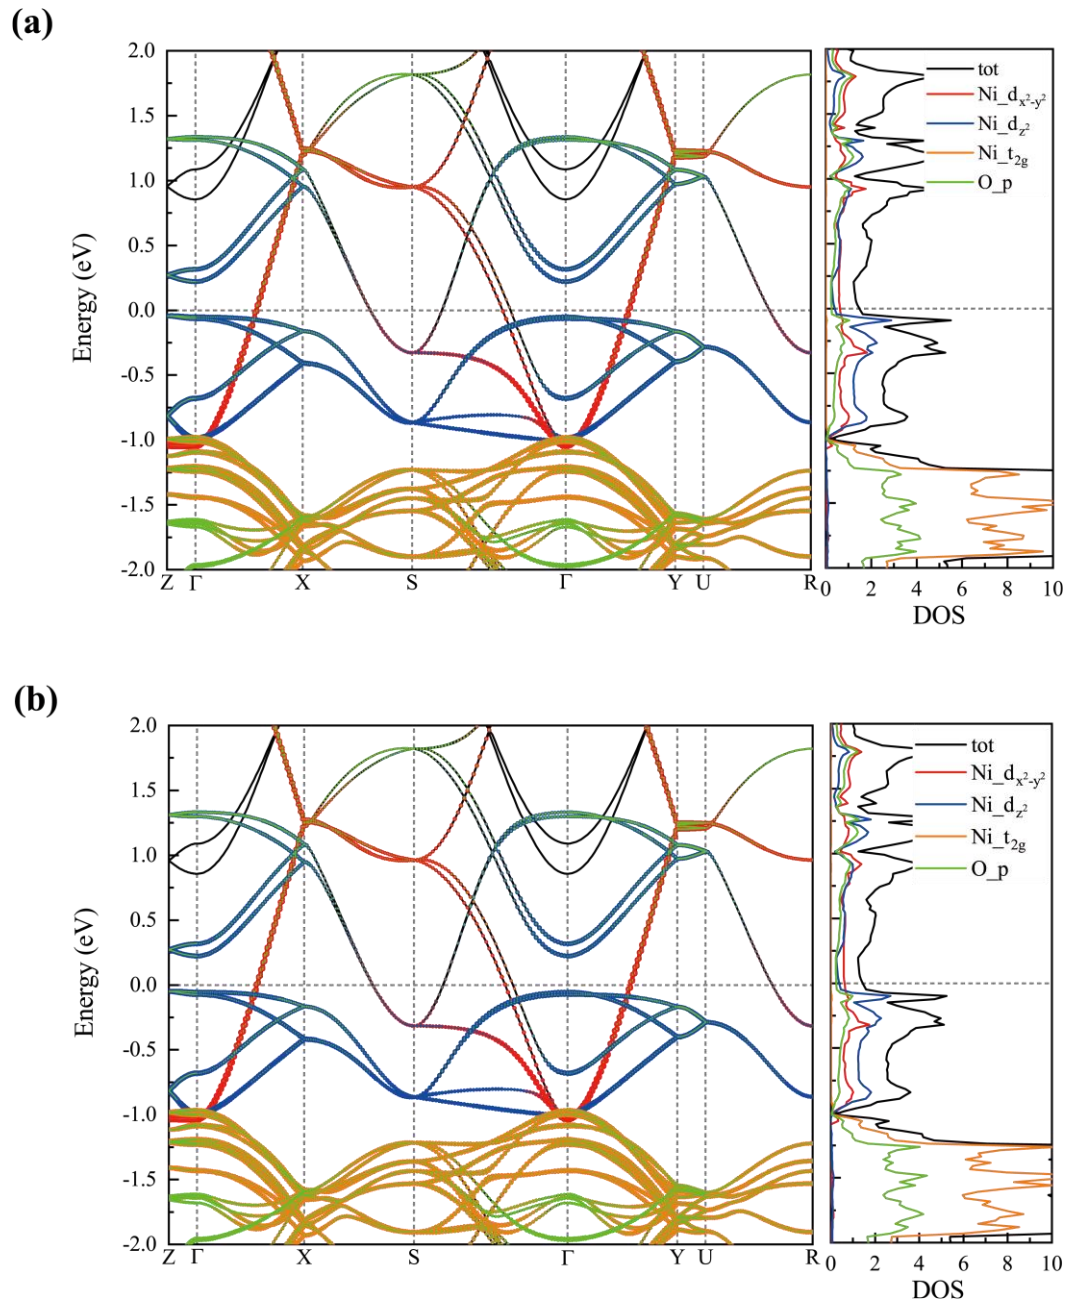 (a)
2.0
1.5
1.0
0.5
0.0
-0.5
-1.0
-1.5
-2.0
Energy (eV)
Z Γ X S Γ Y U R
tot
Ni_dx²-y²
Ni_dz²
Ni_t2g
O_p
0 2 4 6 8 10
DOS
(b)
2.0
1.5
1.0
0.5
0.0
-0.5
-1.0
-1.5
-2.0
Energy (eV)
Z Γ X S Γ Y U R
tot
Ni_dx²-y²
Ni_dz²
Ni_t2g
O_p
0 2 4 6 8 10
DOS